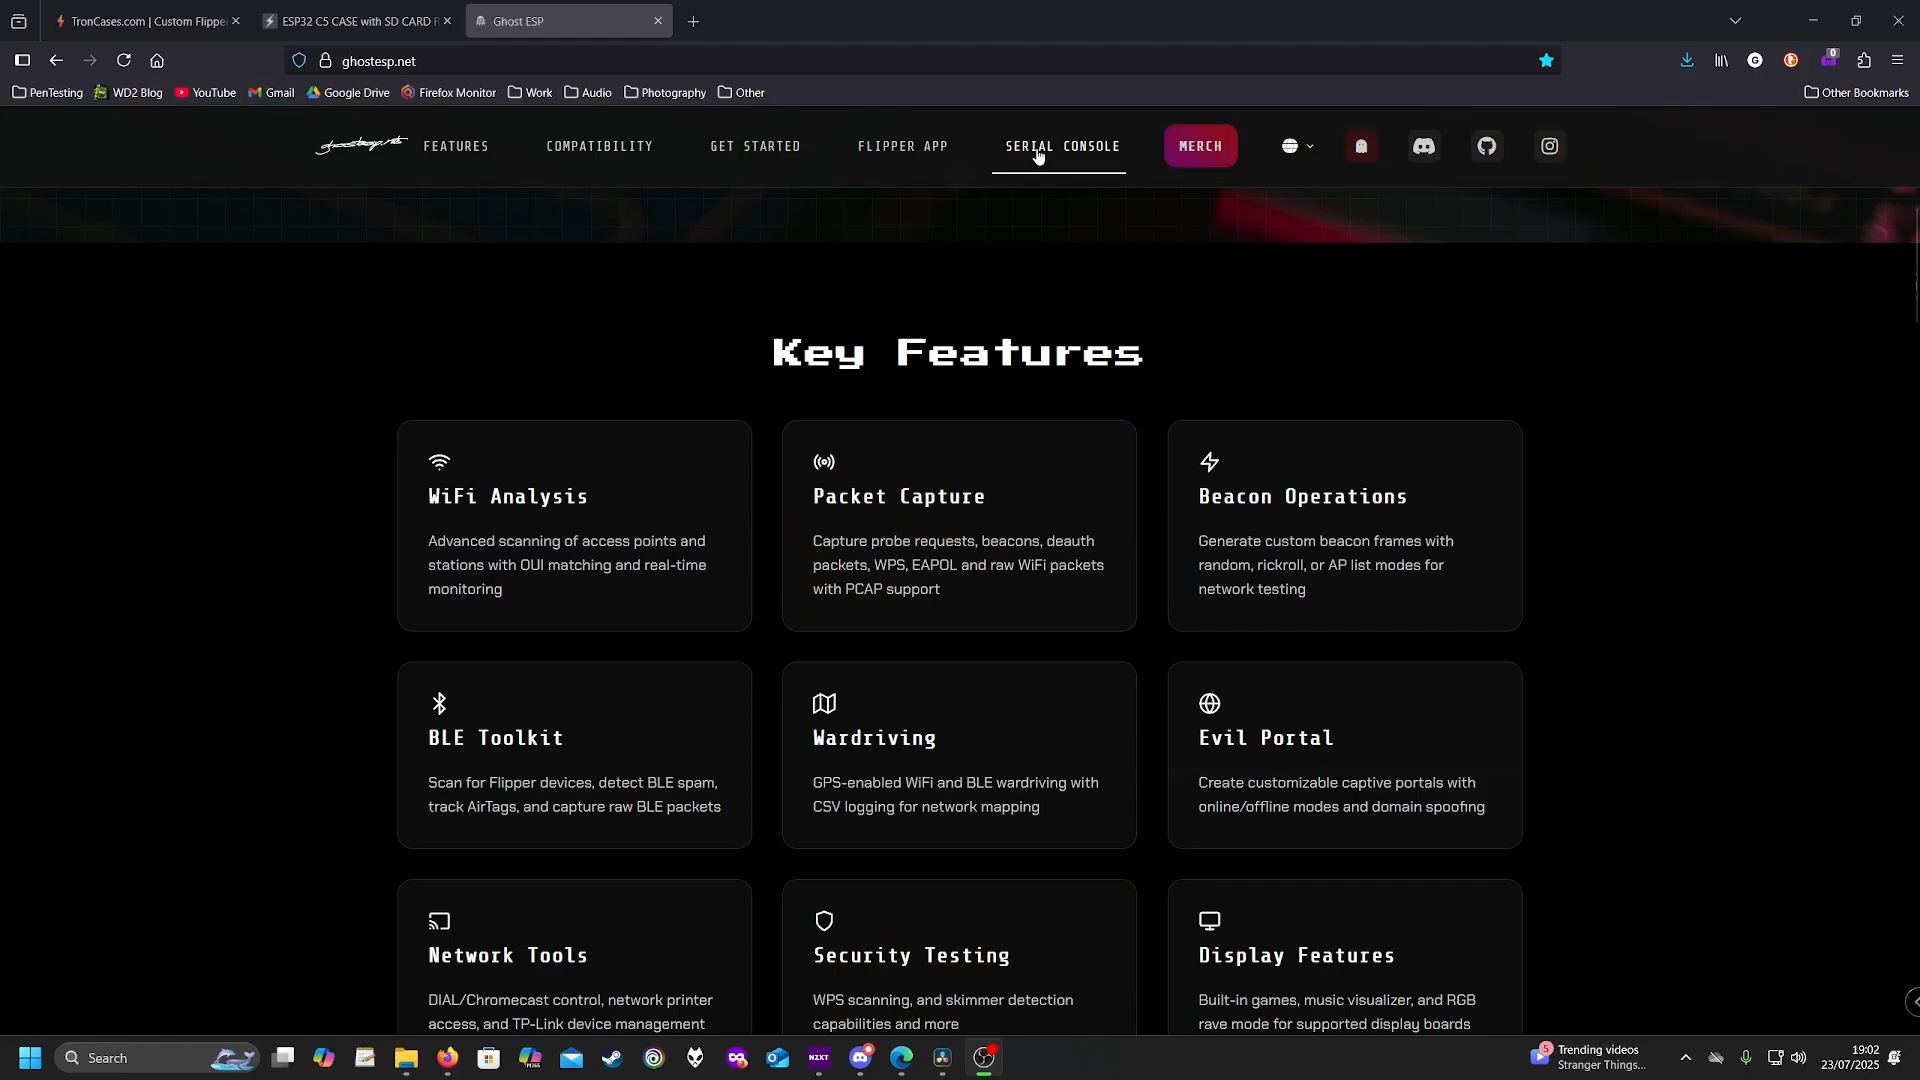 TronCases.com | Custom Flippe
ESP32 C5 CASE with SD CARD
Ghost ESP
ghostesp.net
0
G
PenTesting
WD2 Blog
YouTube
Gmail
Google Drive
Firefox Monitor
Work
Audio
Photography
Other
Other Bookmarks
ghostesp.net
FEATURES
COMPATIBILITY
GET STARTED
FLIPPER APP
SERIAL CONSOLE
MERCH
Key Features
WiFi Analysis
Advanced scanning of access points and
stations with OUI matching and real-time
monitoring
Packet Capture
Capture probe requests, beacons, deauth
packets, WPS, EAPOL and raw WiFi packets
with PCAP support
Beacon Operations
Generate custom beacon frames with
random, rickroll, or AP list modes for
network testing
BLE Toolkit
Scan for Flipper devices, detect BLE spam,
track AirTags, and capture raw BLE packets
Wardriving
GPS-enabled WiFi and BLE wardriving with
CSV logging for network mapping
Evil Portal
Create customizable captive portals with
online/offline modes and domain spoofing
Network Tools
DIAL/Chromecast control, network printer
access, and TP-Link device management
Security Testing
WPS scanning, and skimmer detection
capabilities and more
Display Features
Built-in games, music visualizer, and RGB
rave mode for supported display boards
Search
M365
NZXT
5
Trending videos
Stranger Things...
19:02
23/07/2025